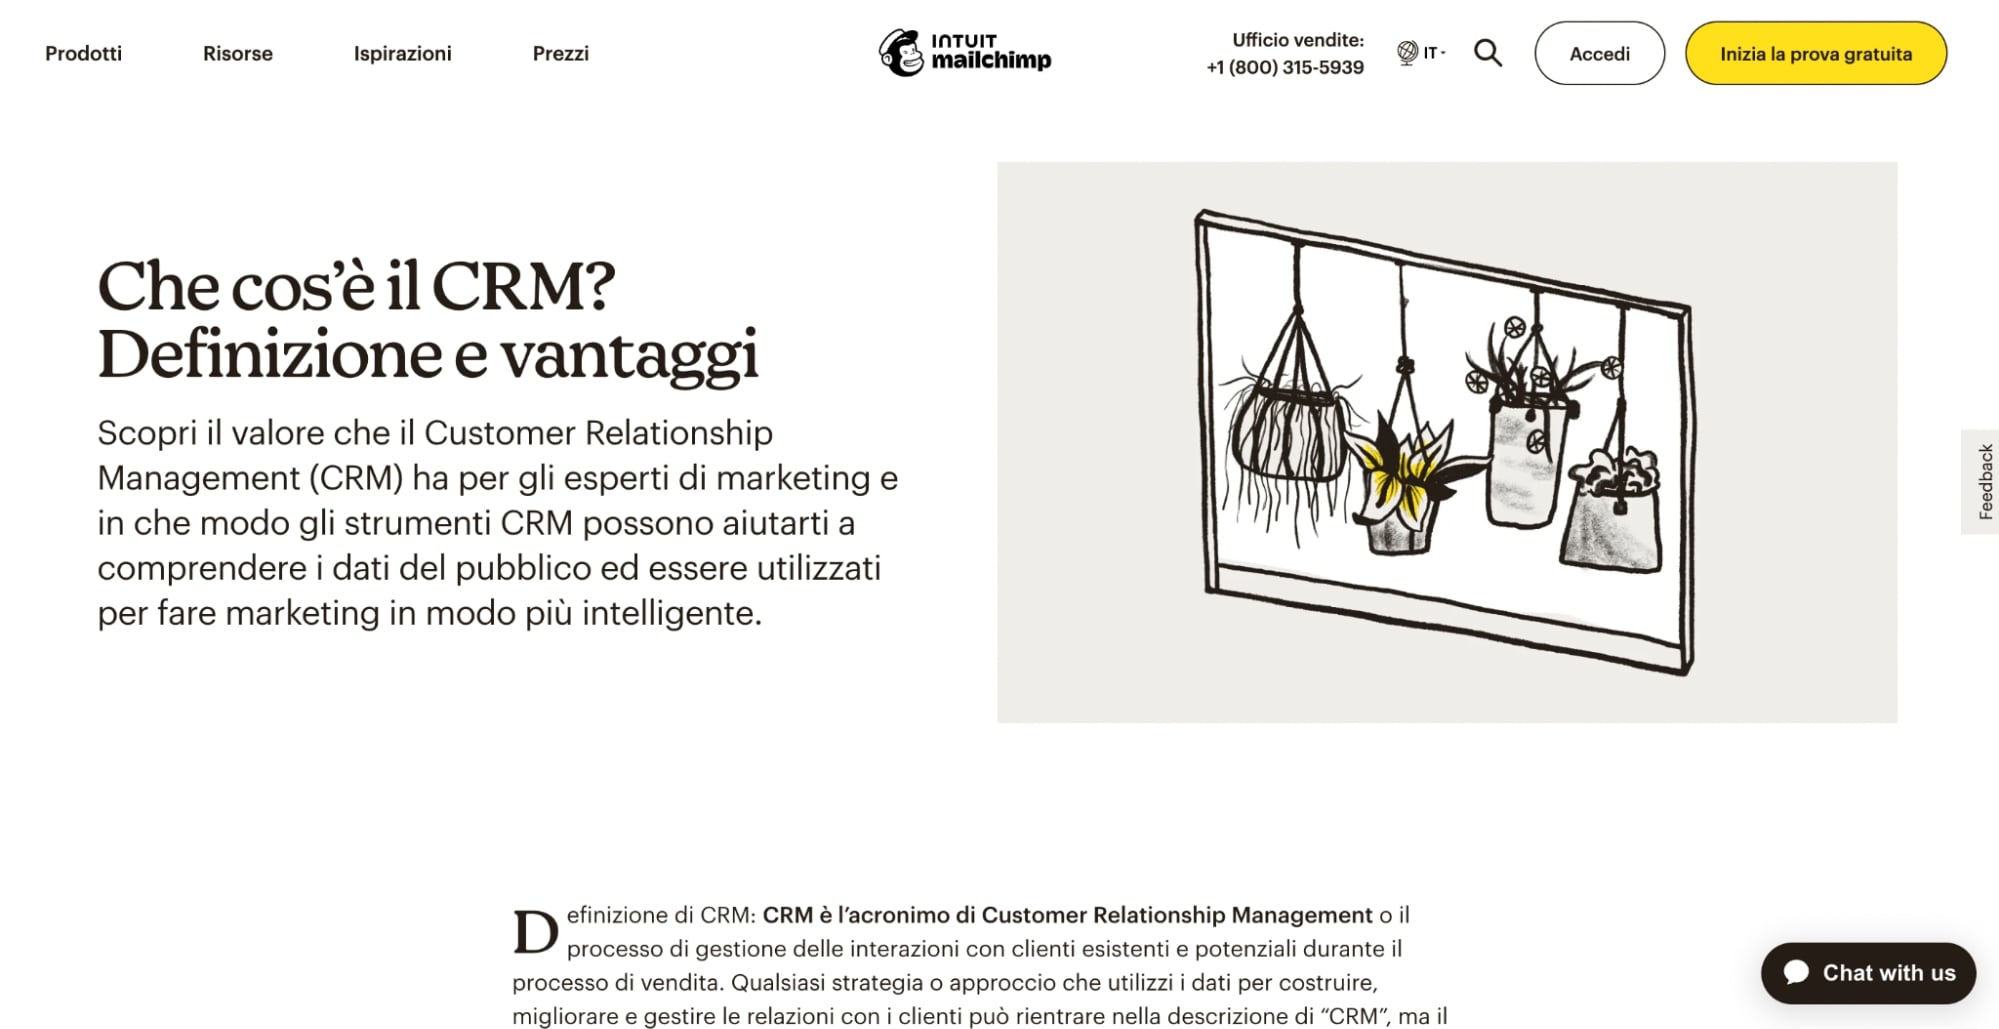 Prodotti
Risorse
Ispirazioni
Prezzi
INTUIT
mailchimp
Ufficio vendite:
+1 (800) 315-5939
IT
Accedi
Inizia la prova gratuita
Che cos’è il CRM?
Definizione e vantaggi
Scopri il valore che il Customer Relationship
Management (CRM) ha per gli esperti di marketing e
in che modo gli strumenti CRM possono aiutarti a
comprendere i dati del pubblico ed essere utilizzati
per fare marketing in modo più intelligente.
Feedback
Definizione di CRM: CRM è l’acronimo di Customer Relationship Management o il
processo di gestione delle interazioni con clienti esistenti e potenziali durante il
processo di vendita. Qualsiasi strategia o approccio che utilizzi i dati per costruire,
migliorare e gestire le relazioni con i clienti può rientrare nella descrizione di “CRM”, ma il
Chat with us